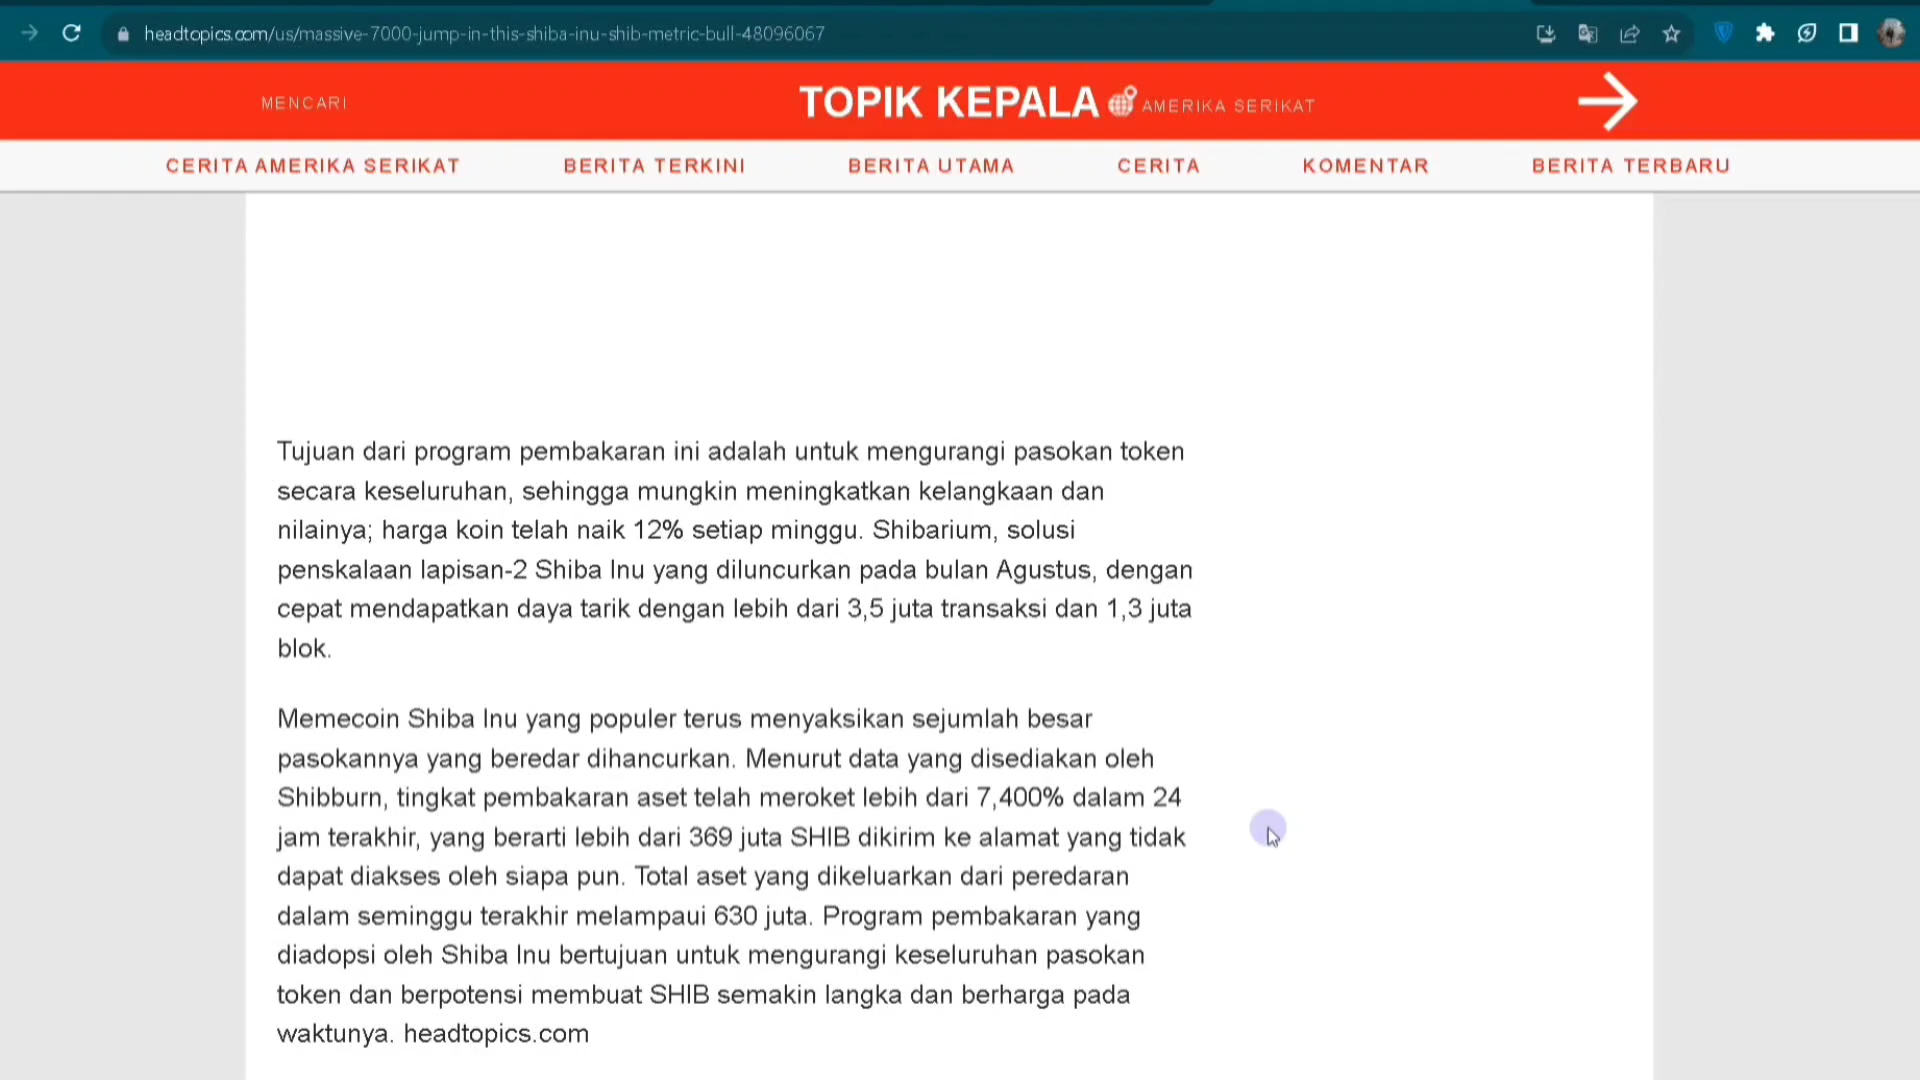 headtopics.com/us/massive-7000-jump-in-this-shiba-inu-shib-metric-bull-48096067
MENCARI
TOPIK KEPALA AMERIKA SERIKAT
CERITA AMERIKA SERIKAT BERITA TERKINI BERITA UTAMA CERITA KOMENTAR BERITA TERBARU
Tujuan dari program pembakaran ini adalah untuk mengurangi pasokan token
secara keseluruhan, sehingga mungkin meningkatkan kelangkaan dan
nilainya; harga koin telah naik 12% setiap minggu. Shibarium, solusi
penskalaan lapisan-2 Shiba Inu yang diluncurkan pada bulan Agustus, dengan
cepat mendapatkan daya tarik dengan lebih dari 3,5 juta transaksi dan 1,3 juta
blok.
Memecoin Shiba Inu yang populer terus menyaksikan sejumlah besar
pasokannya yang beredar dihancurkan. Menurut data yang disediakan oleh
Shibburn, tingkat pembakaran aset telah meroket lebih dari 7,400% dalam 24
jam terakhir, yang berarti lebih dari 369 juta SHIB dikirim ke alamat yang tidak
dapat diakses oleh siapa pun. Total aset yang dikeluarkan dari peredaran
dalam seminggu terakhir melampaui 630 juta. Program pembakaran yang
diadopsi oleh Shiba Inu bertujuan untuk mengurangi keseluruhan pasokan
token dan berpotensi membuat SHIB semakin langka dan berharga pada
waktunya. headtopics.com